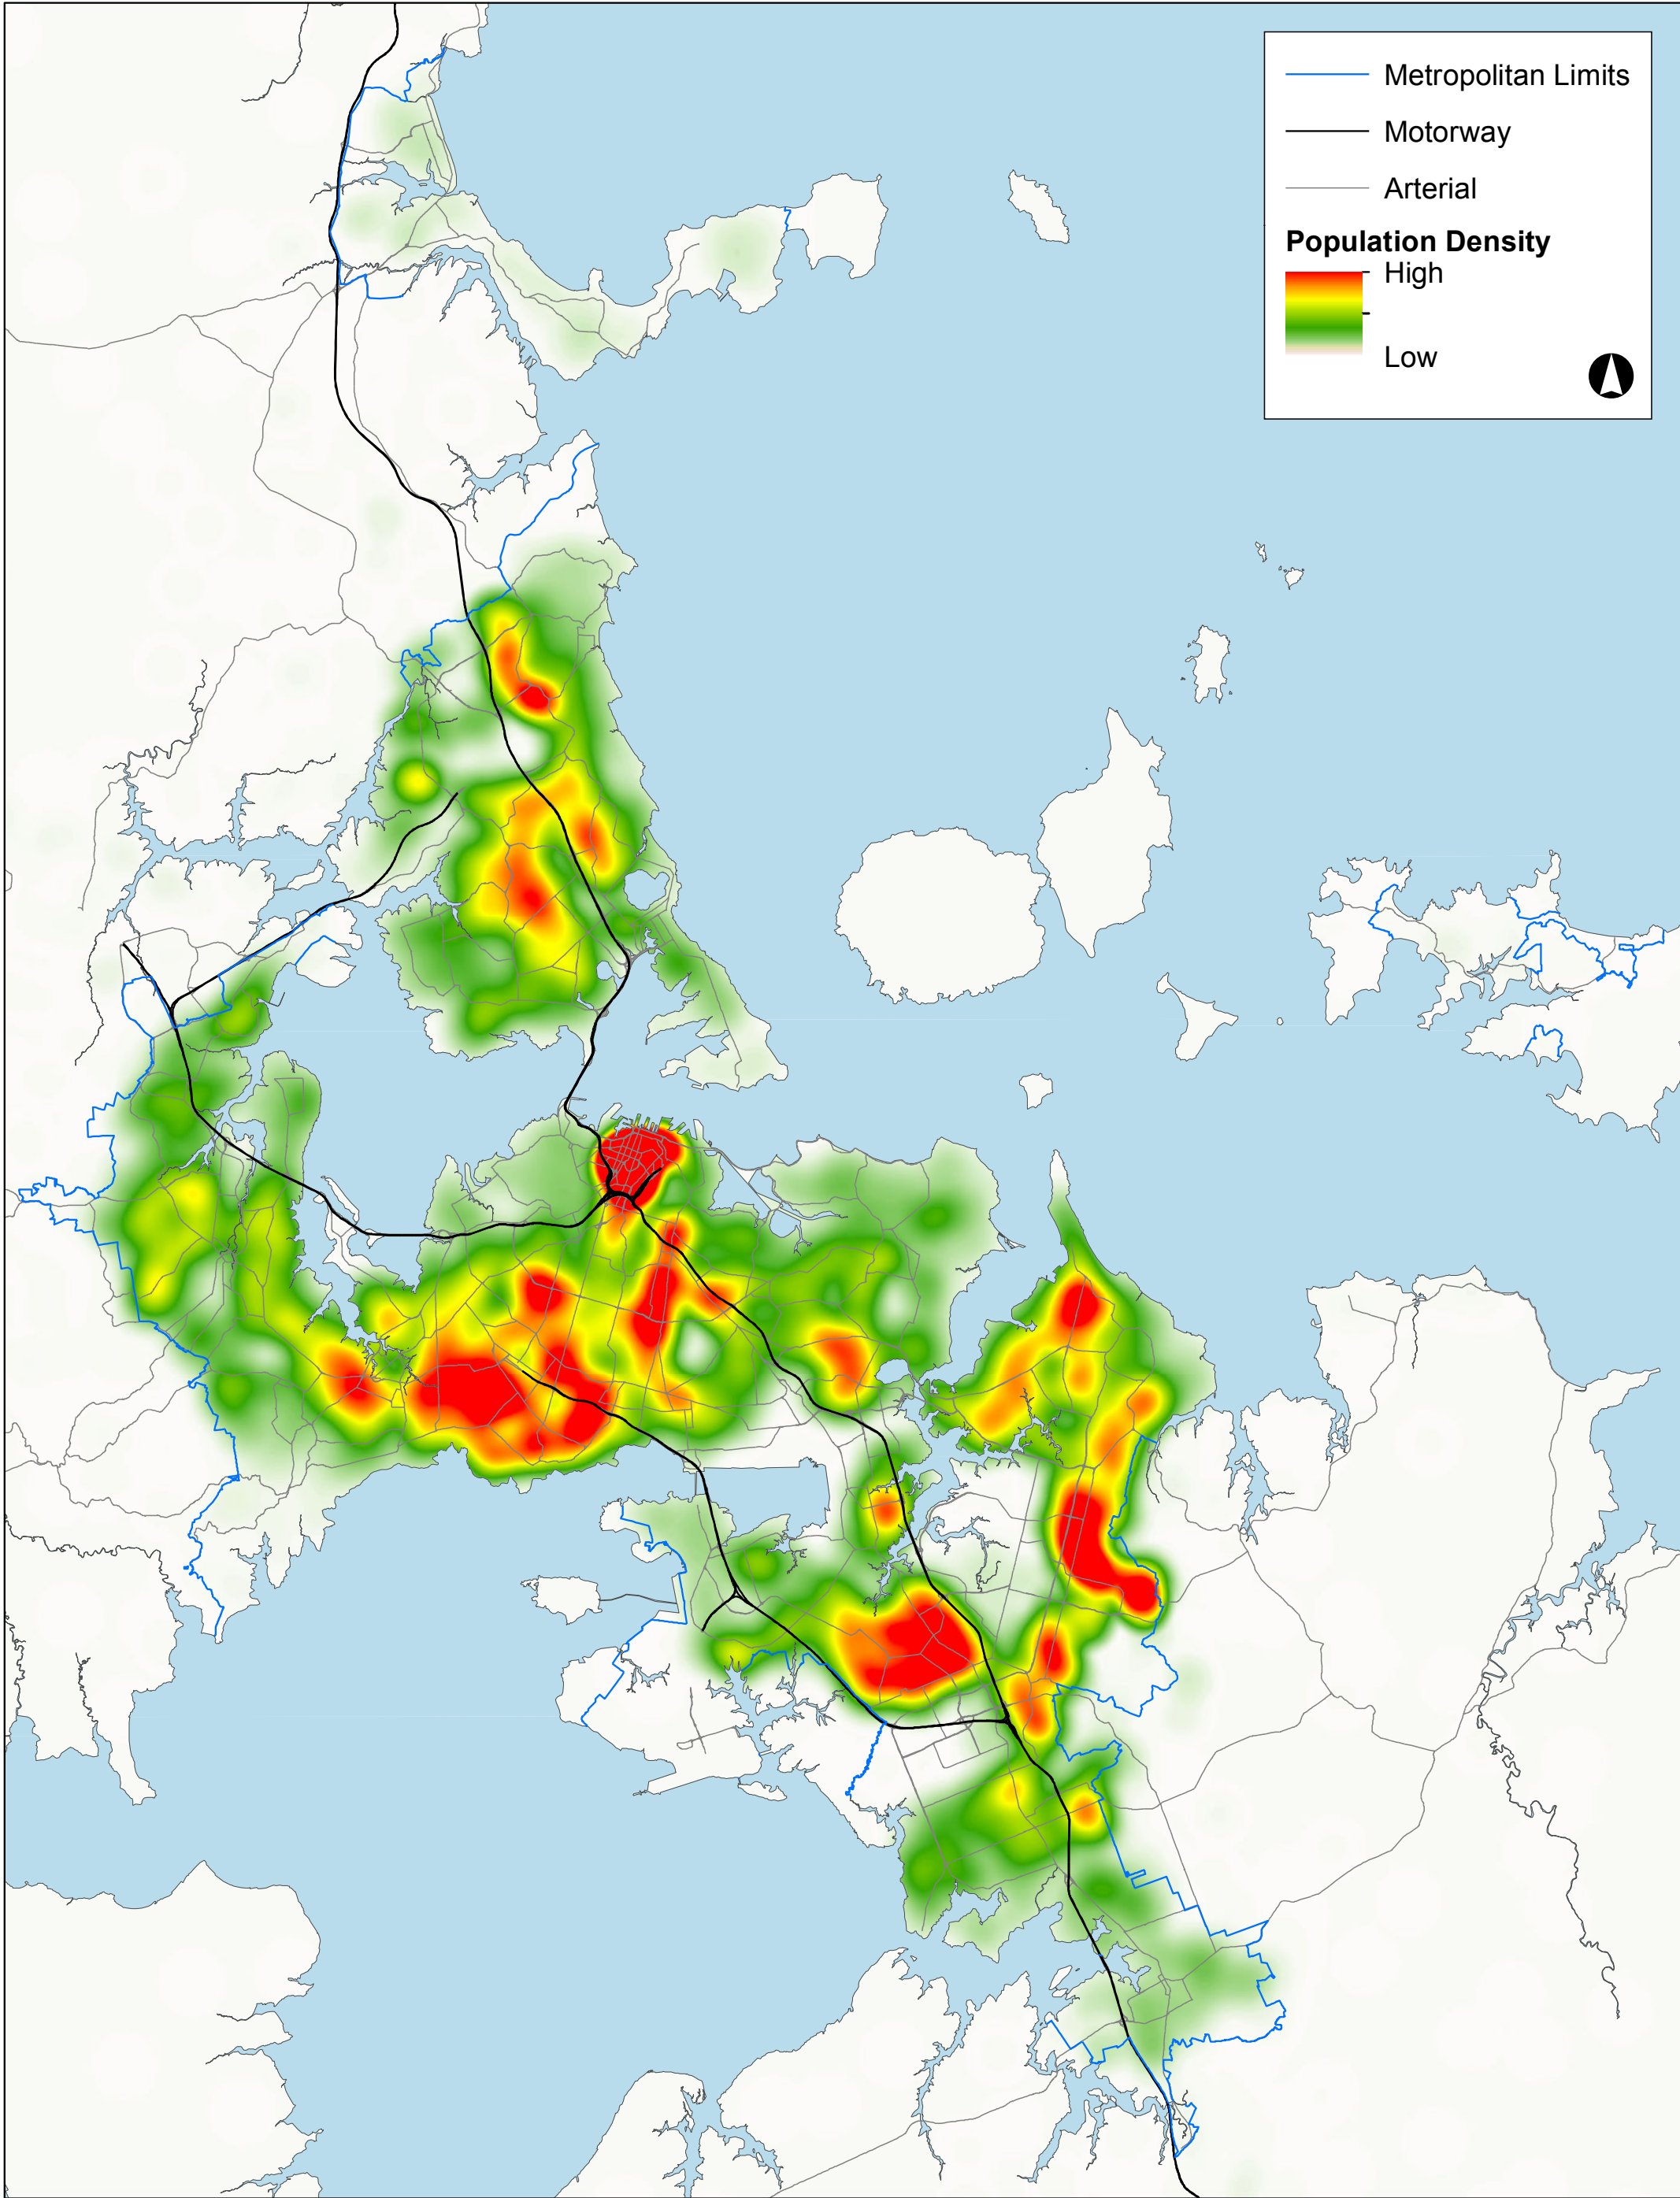 Metropolitan Limits
Motorway
Arterial
Population Density
High
Low